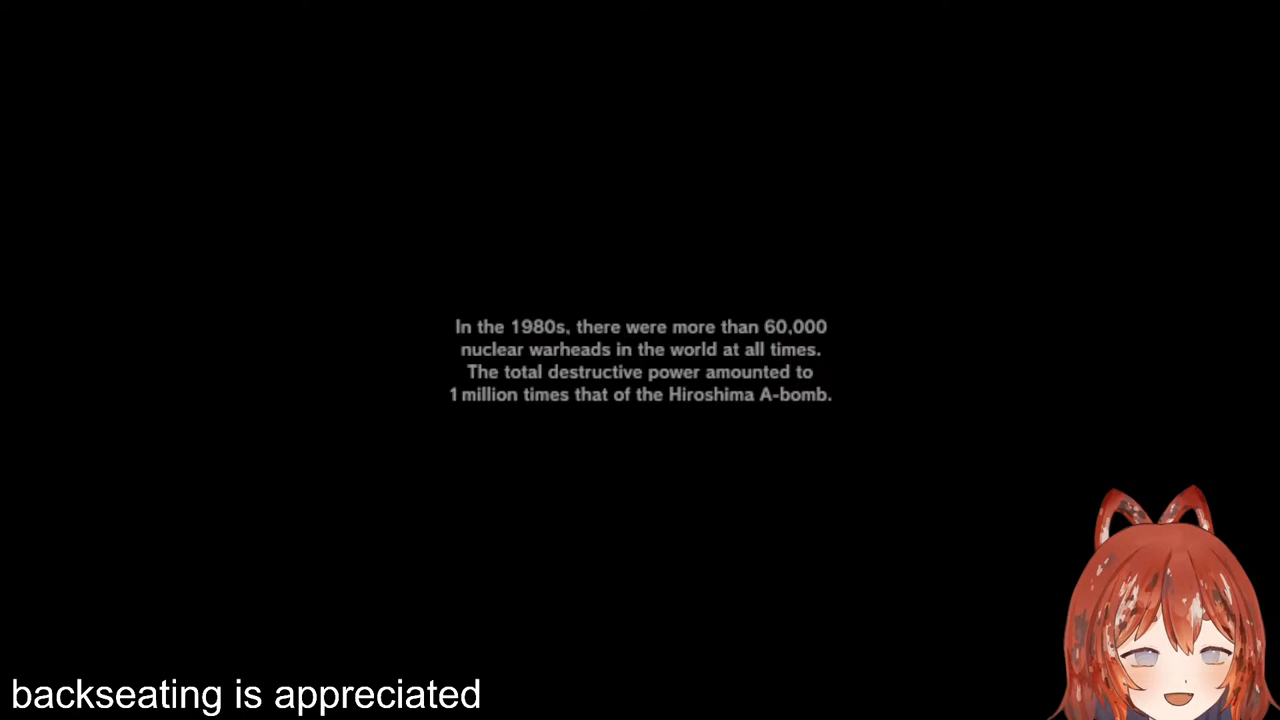 In the 1980s, there were more than 60,000
nuclear warheads in the world at all times.
The total destructive power amounted to
1 million times that of the Hiroshima A-bomb.
backseating is appreciated